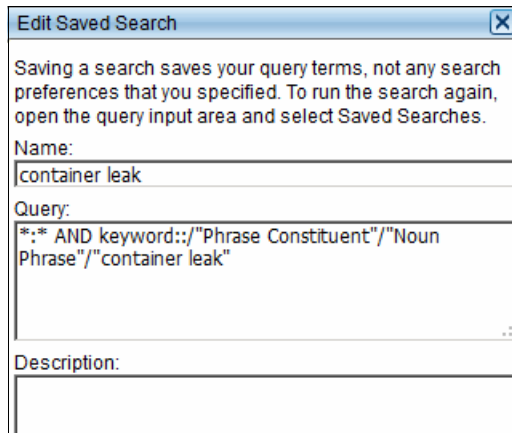 Edit Saved Search
Saving a search saves your query terms, not any search
preferences that you specified. To run the search again,
open the query input area and select Saved Searches.
Name:
container leak
Query:
*:* AND keyword::/"Phrase Constituent"/"Noun
Phrase"/"container leak"
Description: